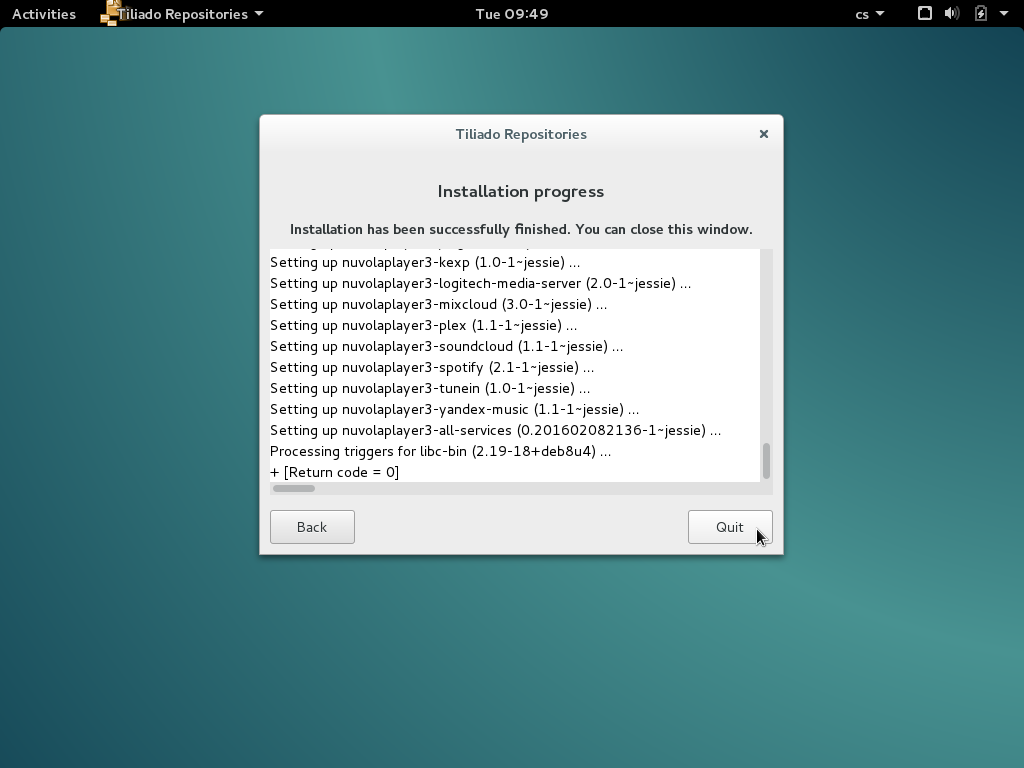 Activities
Tiliado Repositories
Tue 09:49
cs
Tiliado Repositories
Installation progress
Installation has been successfully finished. You can close this window.
Setting up nuvolaplayer3-kexp (1.0-1~jessie) ...
Setting up nuvolaplayer3-logitech-media-server (2.0-1~jessie) ...
Setting up nuvolaplayer3-mixcloud (3.0-1~jessie) ...
Setting up nuvolaplayer3-plex (1.1-1~jessie) ...
Setting up nuvolaplayer3-soundcloud (1.1-1~jessie) ...
Setting up nuvolaplayer3-spotify (2.1-1~jessie) ...
Setting up nuvolaplayer3-tunein (1.0-1~jessie) ...
Setting up nuvolaplayer3-yandex-music (1.1-1~jessie) ...
Setting up nuvolaplayer3-all-services (0.201602082136-1~jessie) ...
Processing triggers for libc-bin (2.19-18+deb8u4) ...
+ [Return code = 0]
Back
Quit